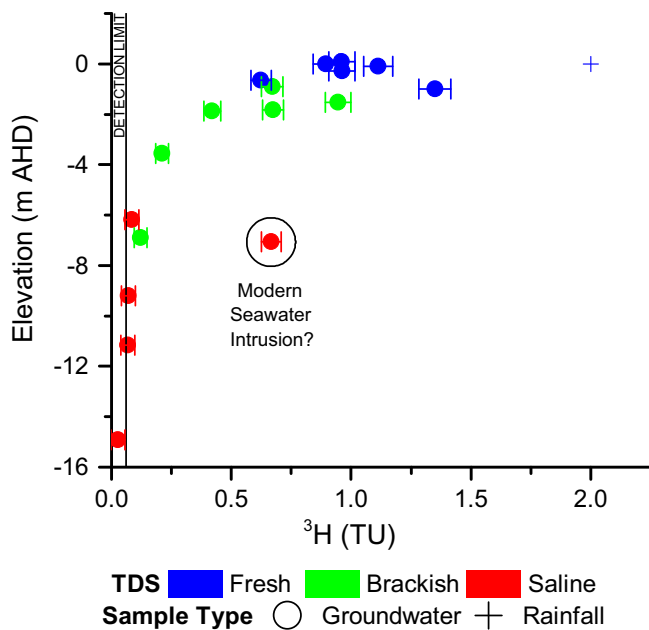 DETECTION LIMIT
0
-4
-8
-12
-16
Elevation (m AHD)
Modern
Seawater
Intrusion?
0.0 0.5 1.0 1.5 2.0
³H (TU)
TDS Fresh Brackish Saline
Sample Type Groundwater Rainfall